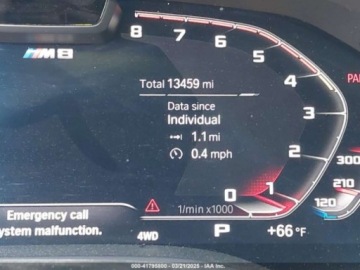 M8
8
7
6
5
4
3
2
1
0
Total 13459 mi
Data since
Individual
1.1 mi
0.4 mph
1/min x1000
Emergency call
ystem malfunction.
4WD
P
+66 °F
PA
300
210
120
000-41795800 - 03/21/2025 - IAA Inc.